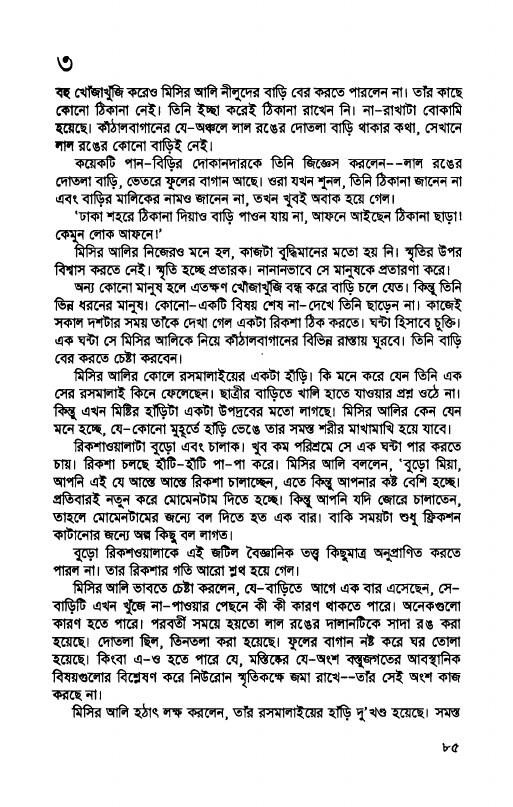 ৩
বহু খোঁজাখুঁজি করেও মিসির আলি নীলুদের বাড়ি বের করতে পারলেন না। তাঁর কাছে
কোনো ঠিকানা নেই। তিনি ইচ্ছা করেই ঠিকানা রাখেন নি। না-রাখাটা বোকামি
হয়েছে। কাঁঠালবাগানের যে-অঞ্চলে লাল রঙের দোতলা বাড়ি থাকার কথা, সেখানে
লাল রঙের কোনো বাড়িই নেই।
কয়েকটি পান-বিড়ির দোকানদারকে তিনি জিজ্ঞেস করলেন--লাল রঙের
দোতলা বাড়ি, ভেতরে ফুলের বাগান আছে। ওরা যখন শুনল, তিনি ঠিকানা জানেন না
এবং বাড়ির মালিকের নামও জানেন না, তখন খুবই অবাক হয়ে গেল।
‘ঢাকা শহরে ঠিকানা দিয়াও বাড়ি পাওন যায় না, আফনে আইছেন ঠিকানা ছাড়া!
কেমুন লোক আফনে!’
মিসির আলির নিজেরও মনে হল, কাজটা বুদ্ধিমানের মতো হয় নি। স্মৃতির উপর
বিশ্বাস করতে নেই। স্মৃতি হচ্ছে প্রতারক। নানানভাবে সে মানুষকে প্রতারণা করে।
অন্য কোনো মানুষ হলে এতক্ষণ খোঁজাখুঁজি বন্ধ করে বাড়ি চলে যেত। কিন্তু তিনি
ভিন্ন ধরনের মানুষ। কোনো-একটি বিষয় শেষ না-দেখে তিনি ছাড়েন না। কাজেই
সকাল দশটার সময় তাঁকে দেখা গেল একটা রিকশা ঠিক করতে। ঘন্টা হিসাবে চুক্তি।
এক ঘন্টা সে মিসির আলিকে নিয়ে কাঁঠালবাগানের বিভিন্ন রাস্তায় ঘুরবে। তিনি বাড়ি
বের করতে চেষ্টা করবেন।
মিসির আলির কোলে রসমালাইয়ের একটা হাঁড়ি। কি মনে করে যেন তিনি এক
সের রসমালাই কিনে ফেলেছেন। ছাত্রীর বাড়িতে খালি হাতে যাওয়ার প্রশ্ন ওঠে না।
কিন্তু এখন মিষ্টির হাঁড়িটা একটা উপদ্রবের মতো লাগছে। মিসির আলির কেন যেন
মনে হচ্ছে, যে-কোনো মুহূর্তে হাঁড়ি ভেঙে তার সমস্ত শরীর মাখামাখি হয়ে যাবে।
রিকশাওয়ালাটা বুড়ো এবং চালাক। খুব কম পরিশ্রমে সে এক ঘন্টা পার করতে
চায়। রিকশা চলছে হাঁটি-হাঁটি পা-পা করে। মিসির আলি বললেন, ‘বুড়ো মিয়া,
আপনি এই যে আস্তে আস্তে রিকশা চালাচ্ছেন, এতে কিন্তু আপনার কষ্ট বেশি হচ্ছে।
প্রতিবারই নতুন করে মোমেনটাম দিতে হচ্ছে। কিন্তু আপনি যদি জোরে চালাতেন,
তাহলে মোমেনটামের জন্যে বল দিতে হত এক বার। বাকি সময়টা শুধু ফ্রিকশন
কাটানোর জন্যে অল্প কিছু বল লাগত।
বুড়ো রিকশওয়ালাকে এই জটিল বৈজ্ঞানিক তত্ত্ব কিছুমাত্র অনুপ্রাণিত করতে
পারল না। তার রিকশার গতি আরো শ্লথ হয়ে গেল।
মিসির আলি ভাবতে চেষ্টা করলেন, যে-বাড়িতে আগে এক বার এসেছেন, সে-
বাড়িটি এখন খুঁজে না-পাওয়ার পেছনে কী কী কারণ থাকতে পারে। অনেকগুলো
কারণ হতে পারে। পরবর্তী সময়ে হয়তো লাল রঙের দালানটিকে সাদা রঙ করা
হয়েছে। দোতলা ছিল, তিনতলা করা হয়েছে। ফুলের বাগান নষ্ট করে ঘর তোলা
হয়েছে। কিংবা এ-ও হতে পারে যে, মস্তিষ্কের যে-অংশ বস্তুজগতের আবস্থানিক
বিষয়গুলোর বিশ্লেষণ করে নিউরোন স্মৃতিকক্ষে জমা রাখে--তাঁর সেই অংশ কাজ
করছে না।
মিসির আলি হঠাৎ লক্ষ করলেন, তাঁর রসমালাইয়ের হাঁড়ি দু’খণ্ড হয়েছে। সমস্ত
৮৫